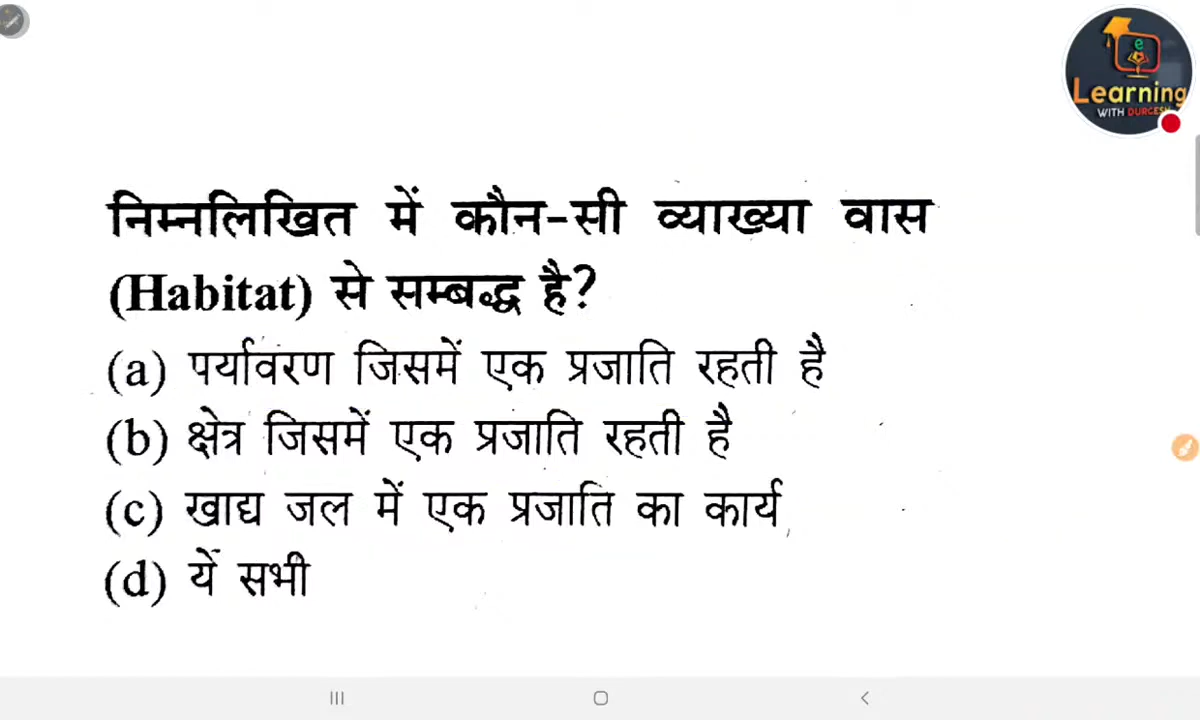 e
Learning
WITH DURGESH
निम्नलिखित में कौन-सी व्याख्या वास
(Habitat) से सम्बद्ध है?
(a) पर्यावरण जिसमें एक प्रजाति रहती है
(b) क्षेत्र जिसमें एक प्रजाति रहती है
(c) खाद्य जल में एक प्रजाति का कार्य
(d) यें सभी